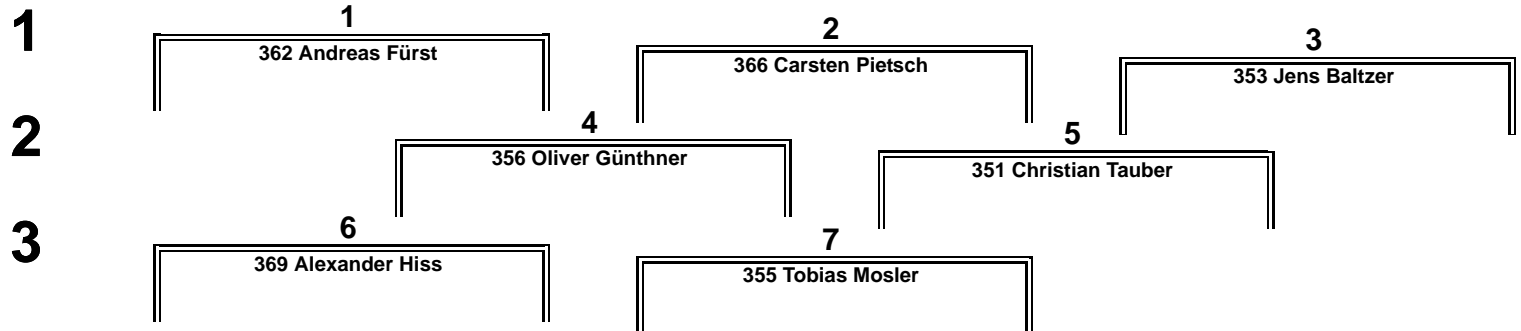 1
1
2
3
362 Andreas Fürst
366 Carsten Pietsch
353 Jens Baltzer
2
4
5
356 Oliver Günthner
351 Christian Tauber
3
6
7
369 Alexander Hiss
355 Tobias Mosler